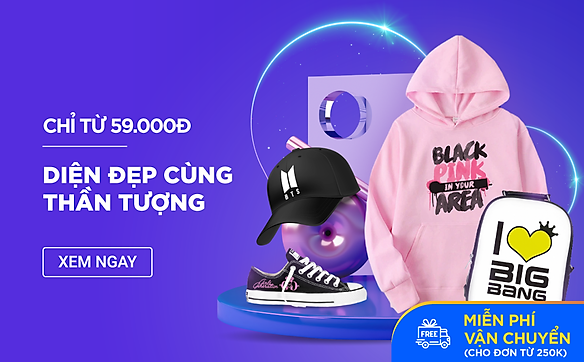 CHỈ TỪ 59.000Đ
DIỆN ĐẸP CÙNG
THẦN TƯỢNG
XEM NGAY
BTS
BLACK
PINK
IN YOUR
AREA
I
BIG
BANG
FREE
MIỄN PHÍ
VẬN CHUYỂN
(CHO ĐƠN TỪ 250K)